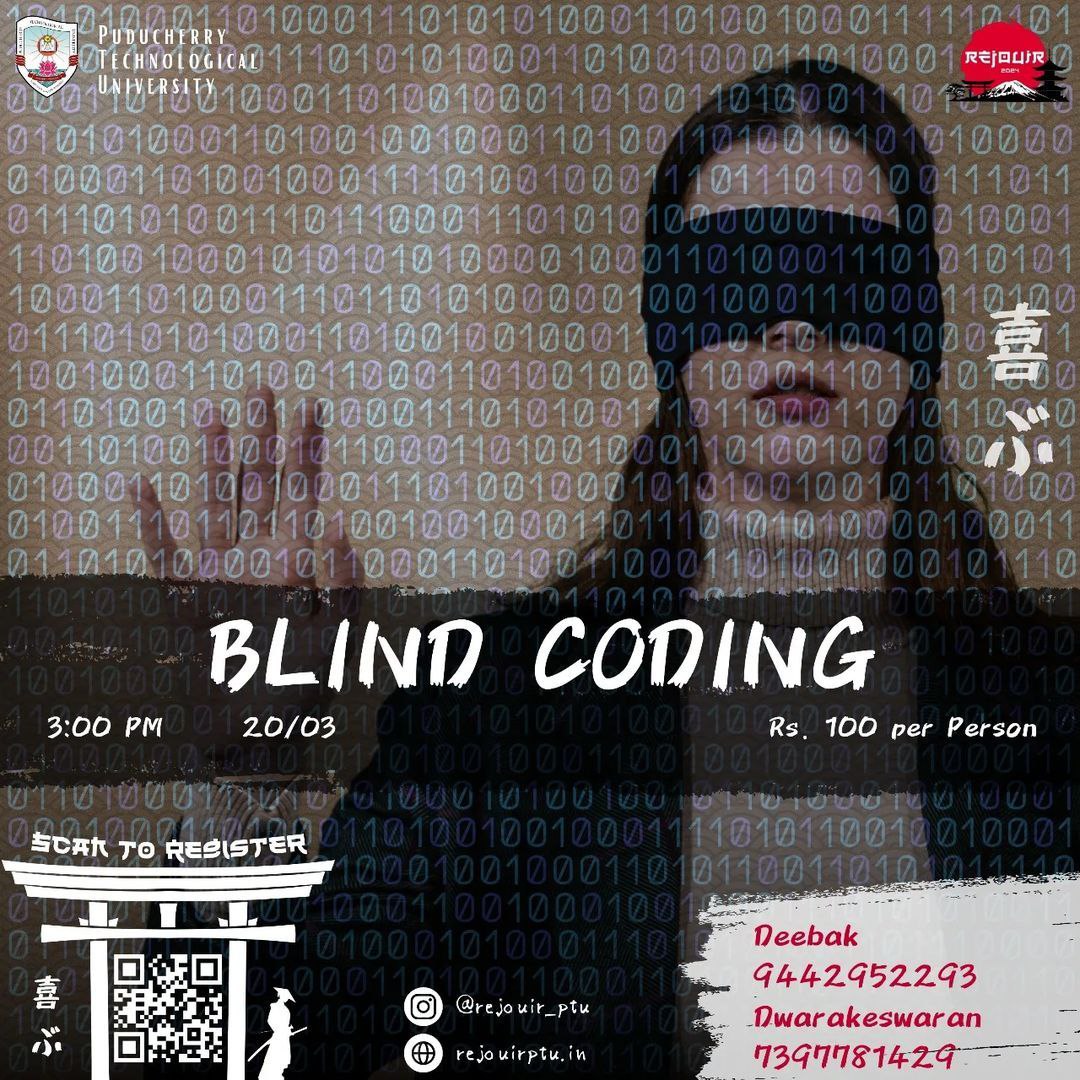 PUDUCHERRY
TECHNOLOGICAL
UNIVERSITY
REJOUIR
2024
喜
ぶ
BLIND CODING
3:00 PM 20/03 Rs. 100 per Person
SCAN TO REGISTER
喜
ぶ
@rejouir_ptu
rejouirptu.in
Deebak
9442952293
Dwarakeswaran
7397781429